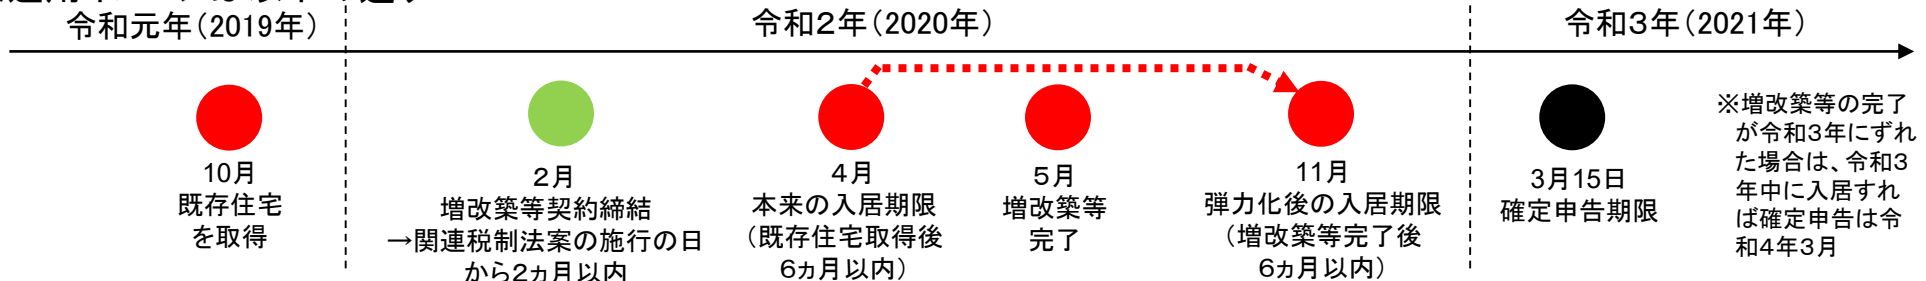 令和元年(2019年)
令和2年(2020年)
令和3年(2021年)
10月
既存住宅
を取得
2月
増改築等契約締結
→関連税制法案の施行の日
から2ヵ月以内
4月
本来の入居期限
(既存住宅取得後
6ヵ月以内)
5月
増改築等
完了
11月
弾力化後の入居期限
(増改築等完了後
6ヵ月以内)
3月15日
確定申告期限
※増改築等の完了
が令和3年にずれ
た場合は、令和3
年中に入居すれ
ば確定申告は令
和4年3月